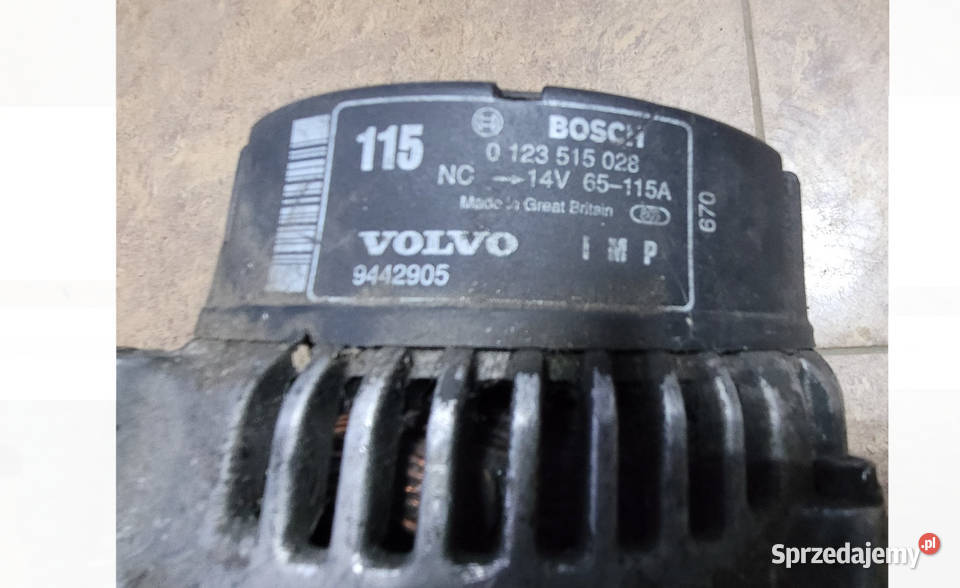 115
BOSCH
0 123 515 028
NC → 14V 65-115A
Made in Great Britain
VOLVO
I M P
9442905
670
Sprzedajemy.pl